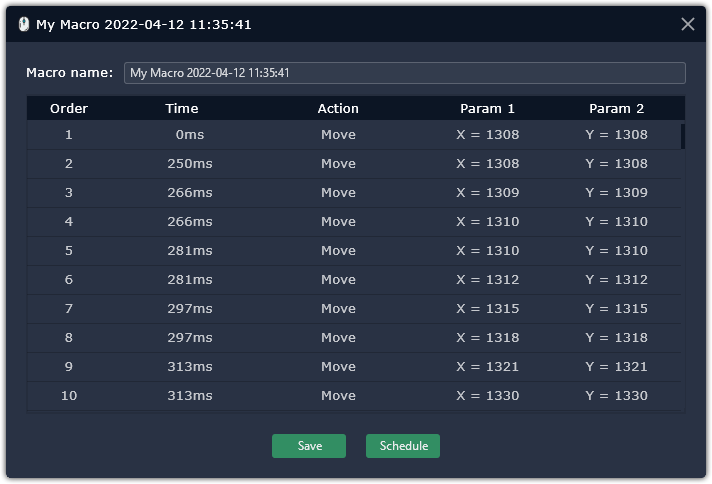 My Macro 2022-04-12 11:35:41
Macro name: My Macro 2022-04-12 11:35:41
Order Time Action Param 1 Param 2
1 0ms Move X = 1308 Y = 1308
2 250ms Move X = 1308 Y = 1308
3 266ms Move X = 1309 Y = 1309
4 266ms Move X = 1310 Y = 1310
5 281ms Move X = 1310 Y = 1310
6 281ms Move X = 1312 Y = 1312
7 297ms Move X = 1315 Y = 1315
8 297ms Move X = 1318 Y = 1318
9 313ms Move X = 1321 Y = 1321
10 313ms Move X = 1330 Y = 1330
Save Schedule